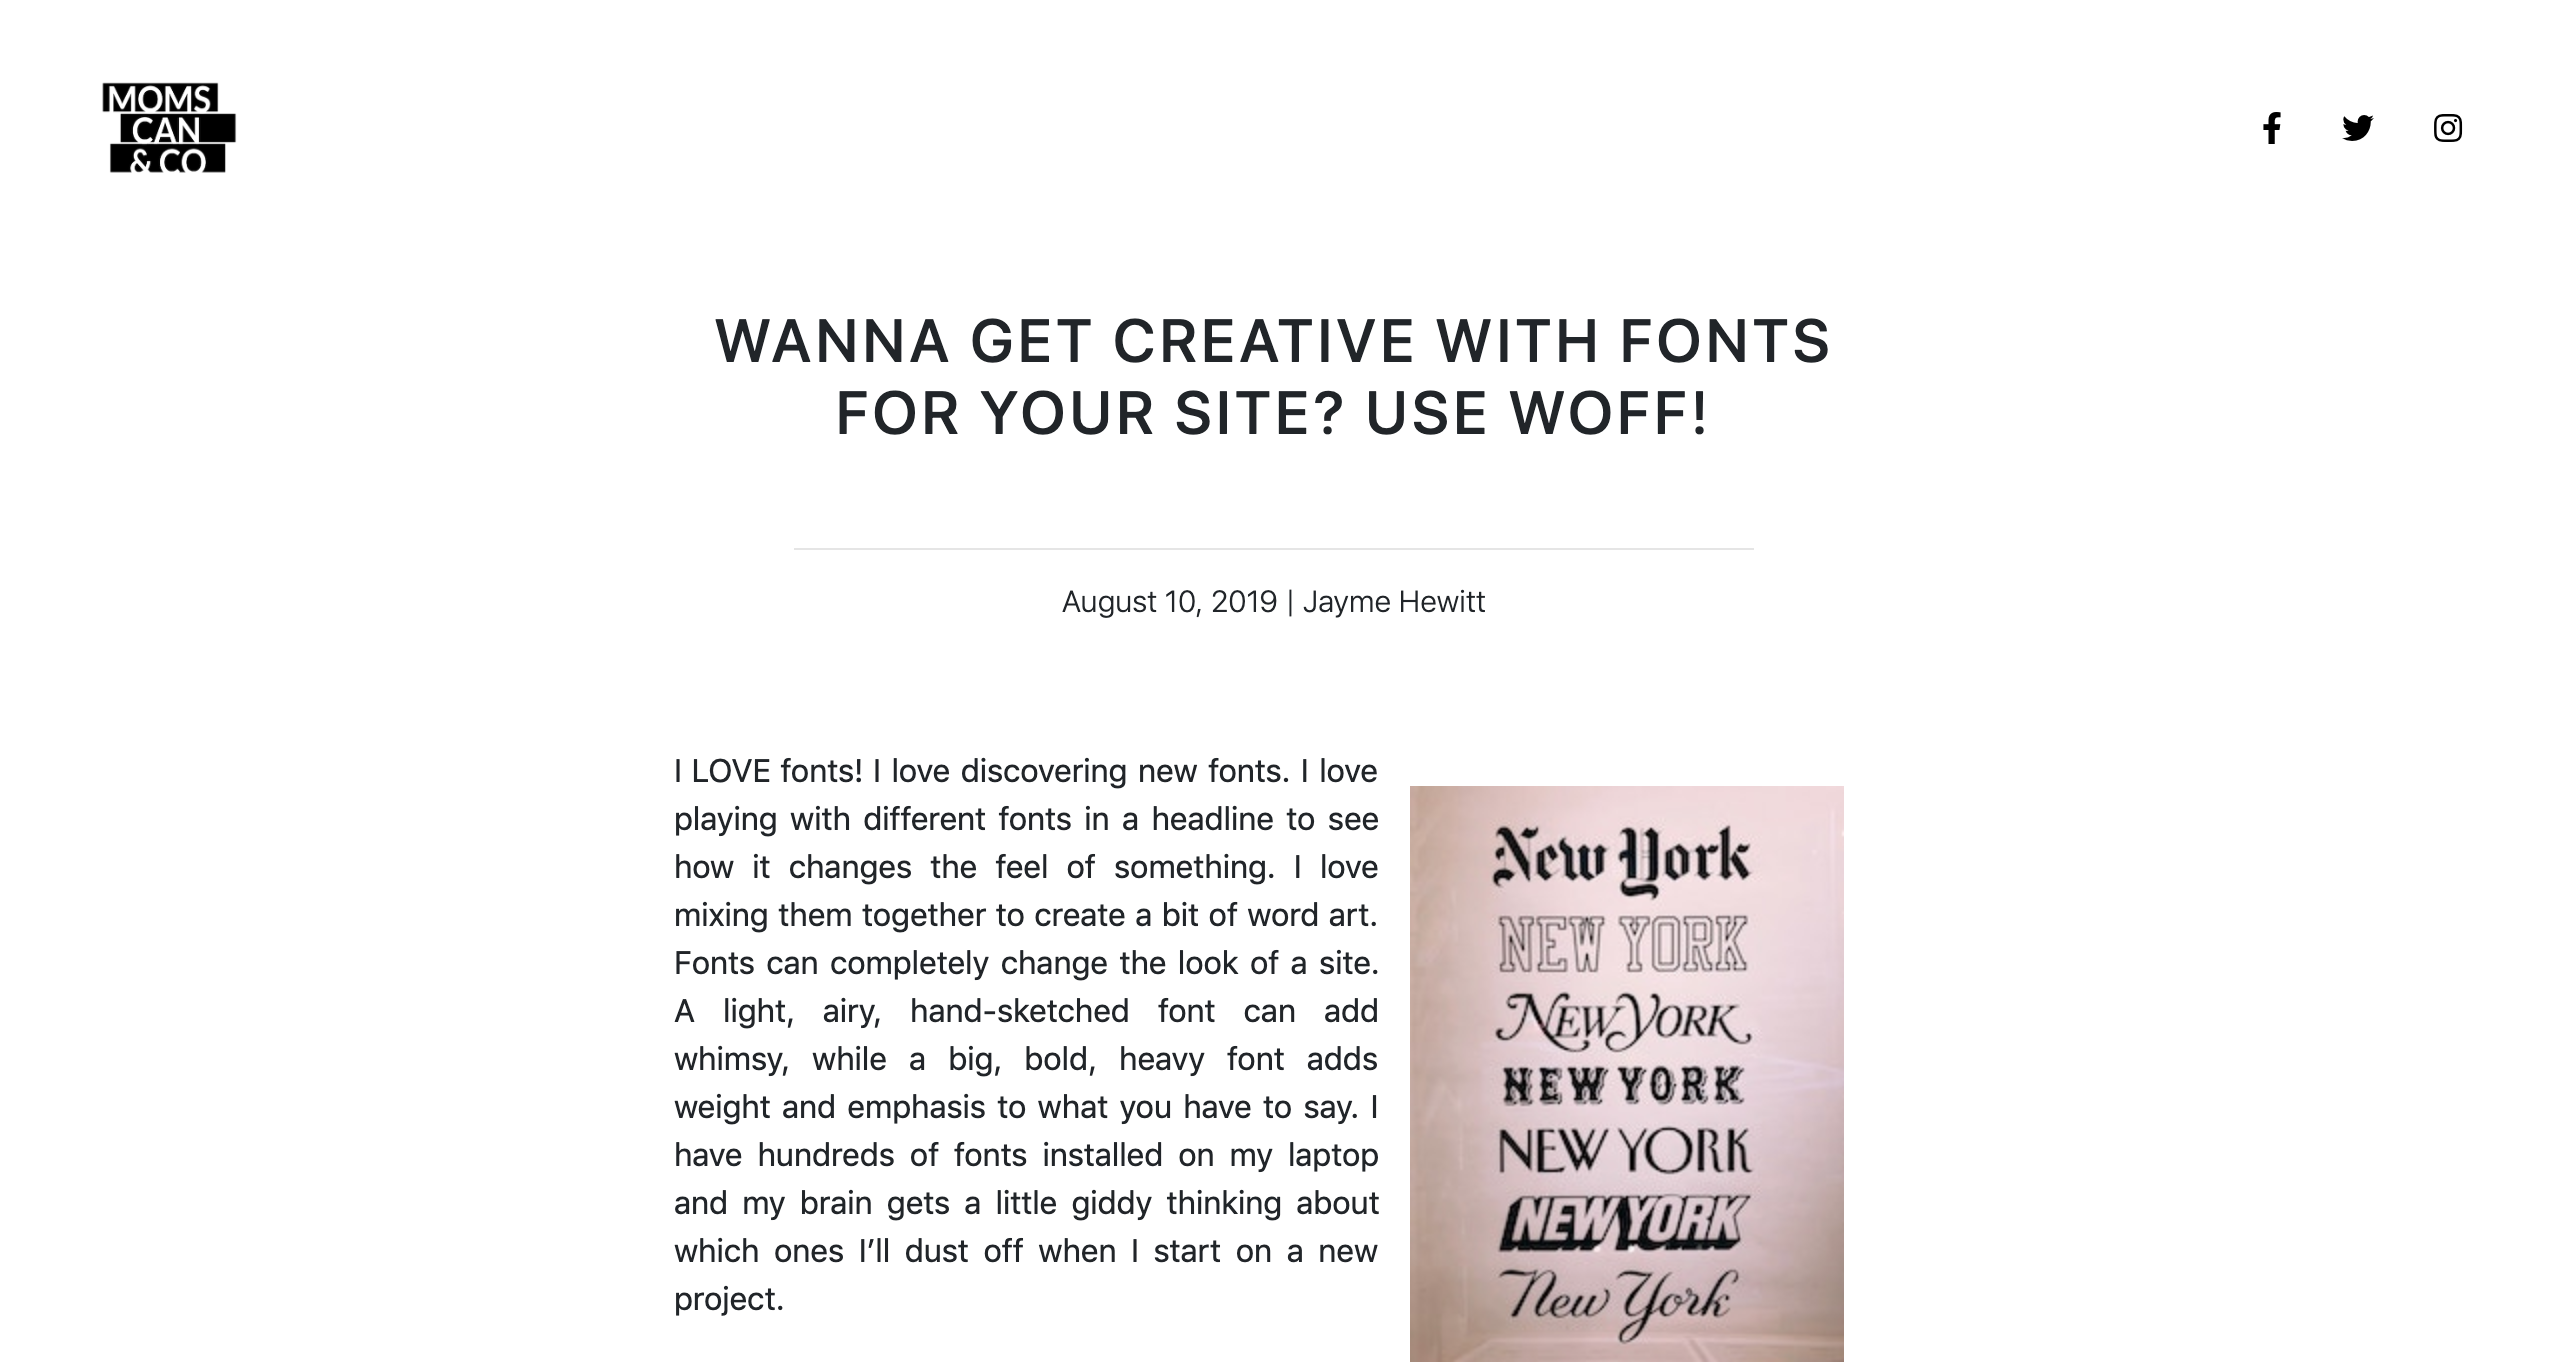 MOMS
CAN
& CO
WANNA GET CREATIVE WITH FONTS
FOR YOUR SITE? USE WOFF!
August 10, 2019 | Jayme Hewitt
I LOVE fonts! I love discovering new fonts. I love
playing with different fonts in a headline to see
how it changes the feel of something. I love
mixing them together to create a bit of word art.
Fonts can completely change the look of a site.
A light, airy, hand-sketched font can add
whimsy, while a big, bold, heavy font adds
weight and emphasis to what you have to say. I
have hundreds of fonts installed on my laptop
and my brain gets a little giddy thinking about
which ones I’ll dust off when I start on a new
project.
New York
NEW YORK
NEW YORK
NEW YORK
NEW YORK
NEW YORK
New York